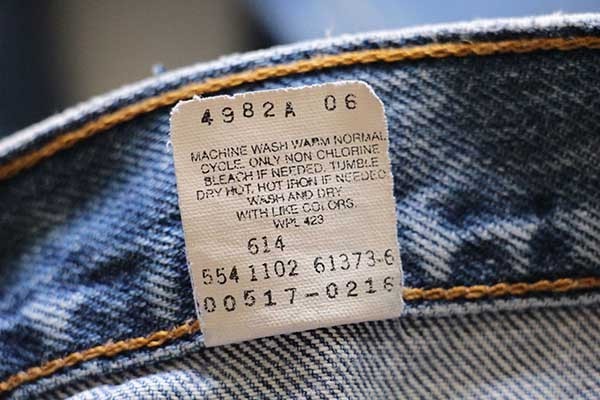 4982A 06
MACHINE WASH WARM NORMAL
CYCLE. ONLY NON CHLORINE
BLEACH IF NEEDED. TUMBLE
DRY HOT. HOT IRON IF NEEDED
WASH AND DRY
WITH LIKE COLORS.
WPL 423
614
554 1102 61373-6
00517-0216